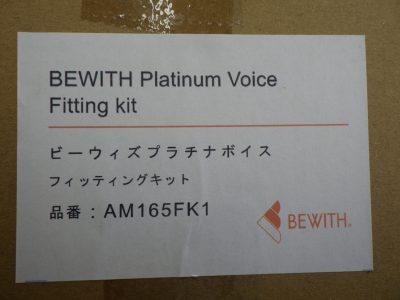 BEWITH Platinum Voice
Fitting kit
ビーウィズプラチナボイス
フィッティングキット
品番：AM165FK1
BEWITH®